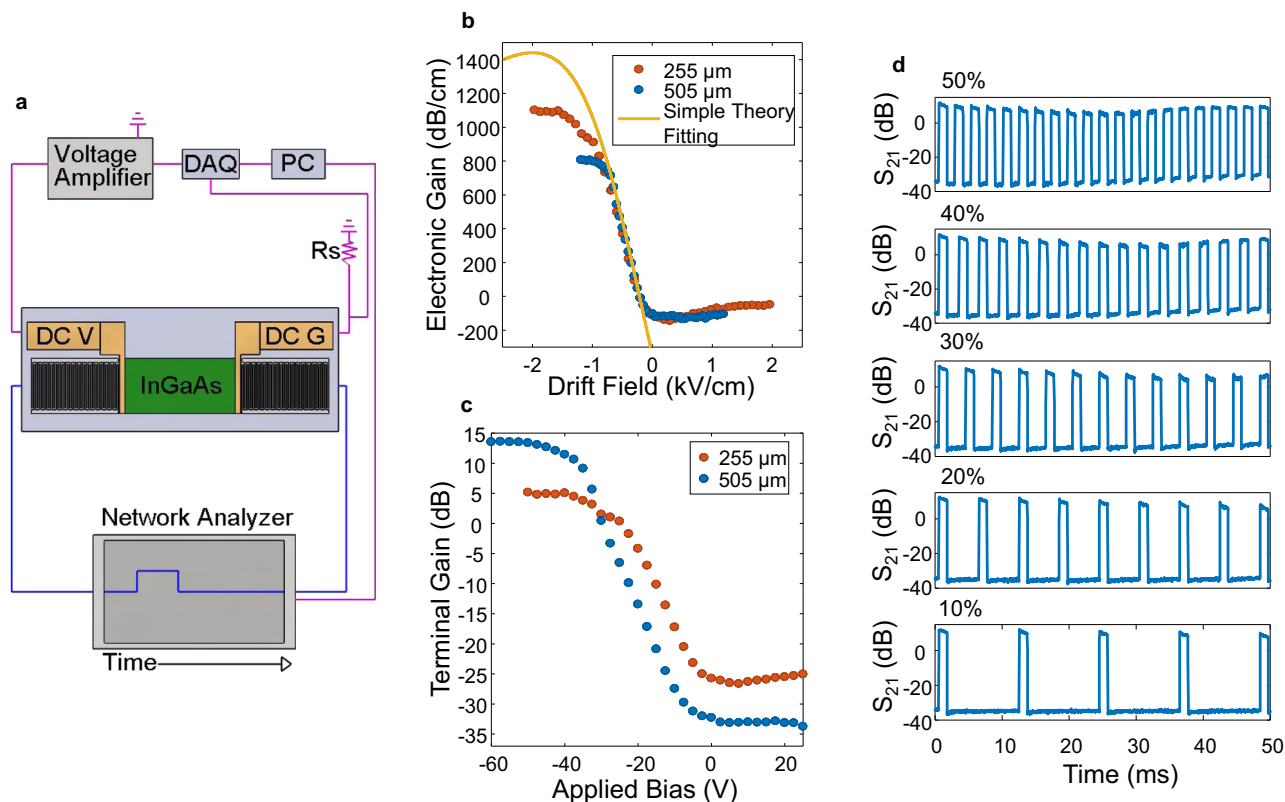 a
Voltage
Amplifier
DAQ
PC
Rs
DC V
DC G
InGaAs
Network Analyzer
Time
b
Electronic Gain (dB/cm)
1400
1200
1000
800
600
400
200
0
-200
255 µm
505 µm
Simple Theory
Fitting
-2 -1 0 1 2
Drift Field (kV/cm)
c
Terminal Gain (dB)
15
10
5
0
-5
-10
-15
-20
-25
-30
-35
255 µm
505 µm
-60 -40 -20 0 20
Applied Bias (V)
d
50%
S21 (dB)
0
-20
-40
40%
S21 (dB)
0
-20
-40
30%
S21 (dB)
0
-20
-40
20%
S21 (dB)
0
-20
-40
10%
S21 (dB)
0
-20
-40
0 10 20 30 40 50
Time (ms)